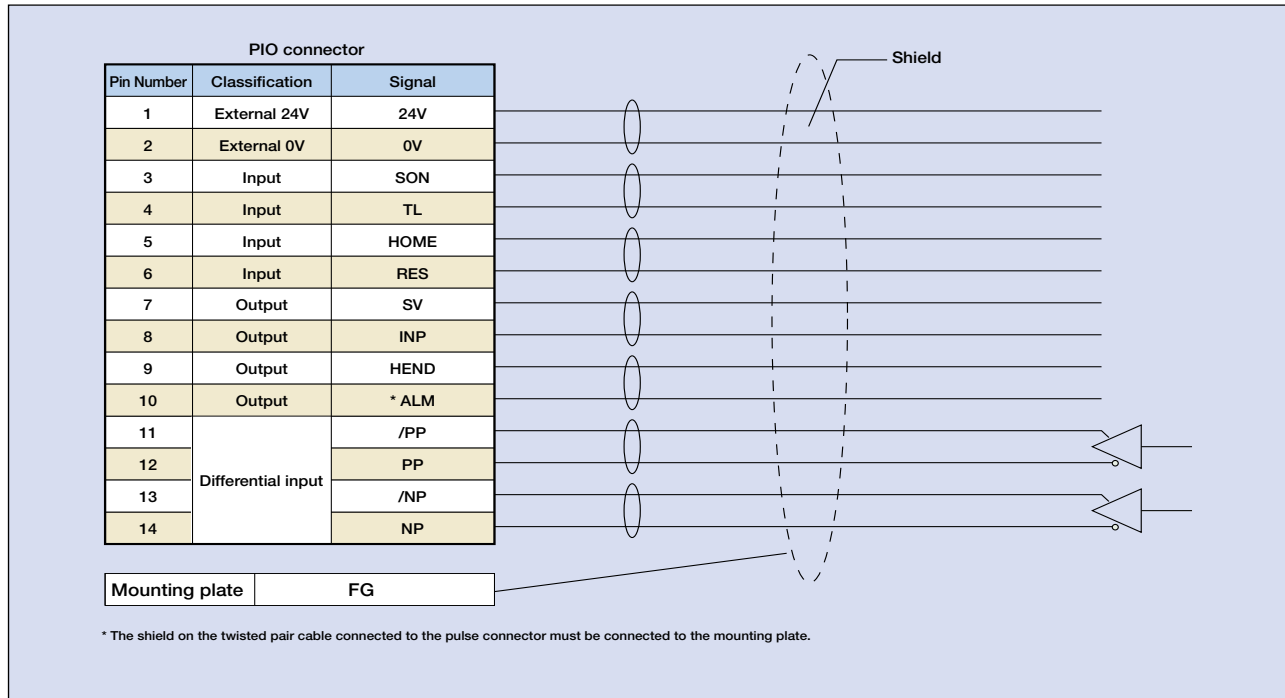 PIO connector
Shield
Pin Number Classification Signal
1 External 24V 24V
2 External 0V 0V
3 Input SON
4 Input TL
5 Input HOME
6 Input RES
7 Output SV
8 Output INP
9 Output HEND
10 Output * ALM
11 /PP
12 PP
Differential input
13 /NP
14 NP
Mounting plate FG
* The shield on the twisted pair cable connected to the pulse connector must be connected to the mounting plate.